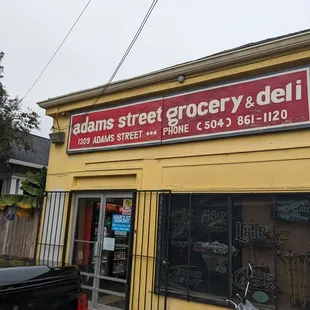 adams street grocery & deli
1309 ADAMS STREET *** PHONE (504) 861-1120